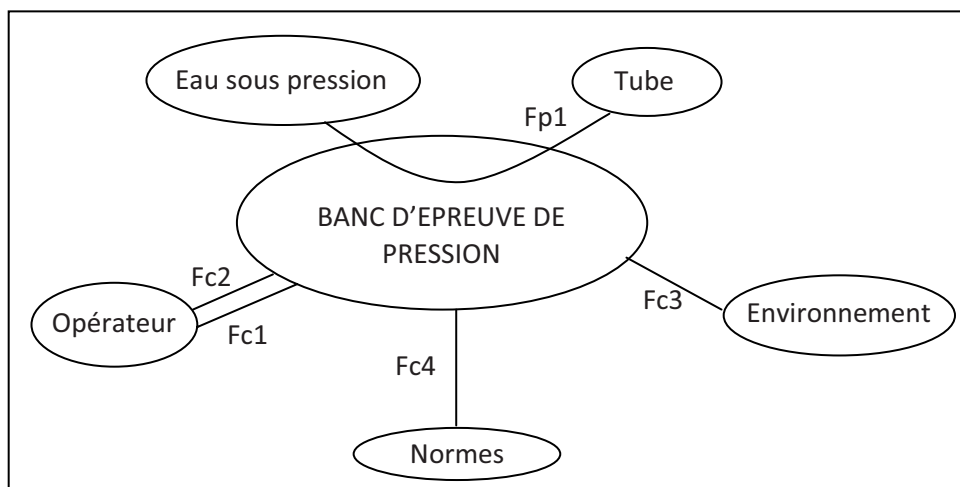 Eau sous pression
Tube
Fp1
BANC D’EPREUVE DE
PRESSION
Fc2
Opérateur
Fc1
Fc3
Environnement
Fc4
Normes